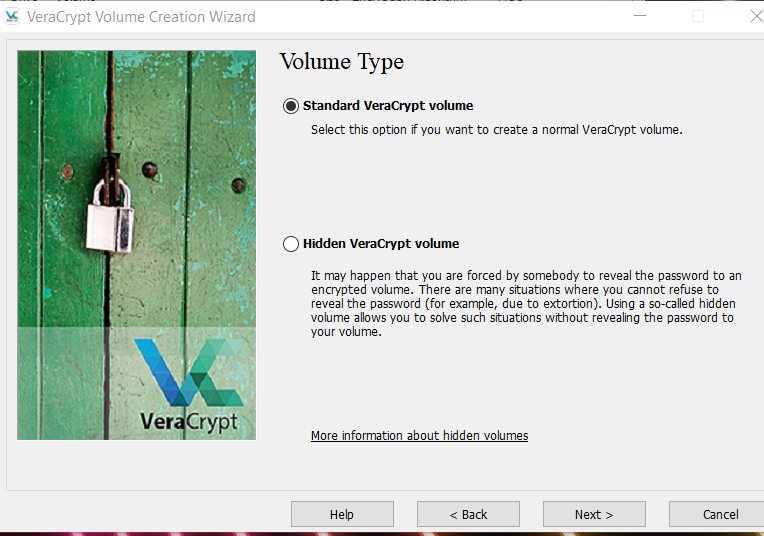 VeraCrypt Volume Creation Wizard
Volume Type
Standard VeraCrypt volume
Select this option if you want to create a normal VeraCrypt volume.
Hidden VeraCrypt volume
It may happen that you are forced by somebody to reveal the password to an
encrypted volume. There are many situations where you cannot refuse to
reveal the password (for example, due to extortion). Using a so-called hidden
volume allows you to solve such situations without revealing the password to
your volume.
VeraCrypt
More information about hidden volumes
Help
< Back
Next >
Cancel